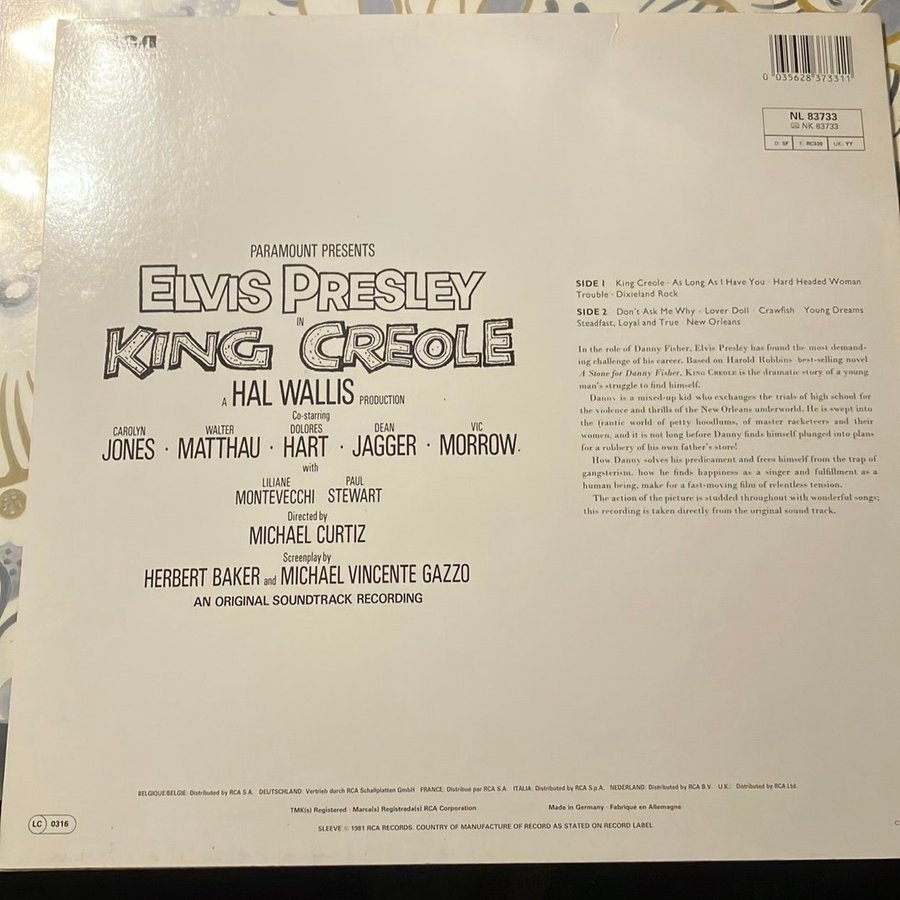 RCA
0 035628 373311
NL 83733
NK 83733
D: SF F: RC330 UK: YY
PARAMOUNT PRESENTS
ELVIS PRESLEY
IN
KING CREOLE
A HAL WALLIS PRODUCTION
Co-starring
CAROLYN JONES · WALTER MATTHAU · DOLORES HART · DEAN JAGGER · VIC MORROW.
with
LILIANE MONTEVECCHI PAUL STEWART
Directed by
MICHAEL CURTIZ
Screenplay by
HERBERT BAKER and MICHAEL VINCENTE GAZZO
AN ORIGINAL SOUNDTRACK RECORDING
SIDE 1 King Creole · As Long As I Have You · Hard Headed Woman
Trouble · Dixieland Rock
SIDE 2 Don't Ask Me Why · Lover Doll · Crawfish Young Dreams
Steadfast, Loyal and True · New Orleans
In the role of Danny Fisher, Elvis Presley has found the most demand-
ing challenge of his career. Based on Harold Robbins' best-selling novel
A Stone for Danny Fisher, KING CREOLE is the dramatic story of a young
man's struggle to find himself.
Danny is a mixed-up kid who exchanges the trials of high school for
the violence and thrills of the New Orleans underworld. He is swept into
the frantic world of petty hoodlums, of master racketeers and their
women, and it is not long before Danny finds himself plunged into plans
for a robbery of his own father's store!
How Danny solves his predicament and frees himself from the trap of
gangsterism, how he finds happiness as a singer and fulfillment as a
human being, make for a fast-moving film of relentless tension.
The action of the picture is studded throughout with wonderful songs;
this recording is taken directly from the original sound track.
BELGIQUE/BELGIE: Distributed by RCA S.A. DEUTSCHLAND: Vertrieb durch RCA Schallplatten GmbH FRANCE: Distribué par RCA S.A. ITALIA: Distributed by RCA S.p.A. NEDERLAND: Distributed by RCA B.V. U.K.: Distributed by RCA Ltd.
TMK(s) Registered · Marca(s) Registrada(s) RCA Corporation Made in Germany · Fabriqué en Allemagne
LC 0316
SLEEVE © 1981 RCA RECORDS. COUNTRY OF MANUFACTURE OF RECORD AS STATED ON RECORD LABEL